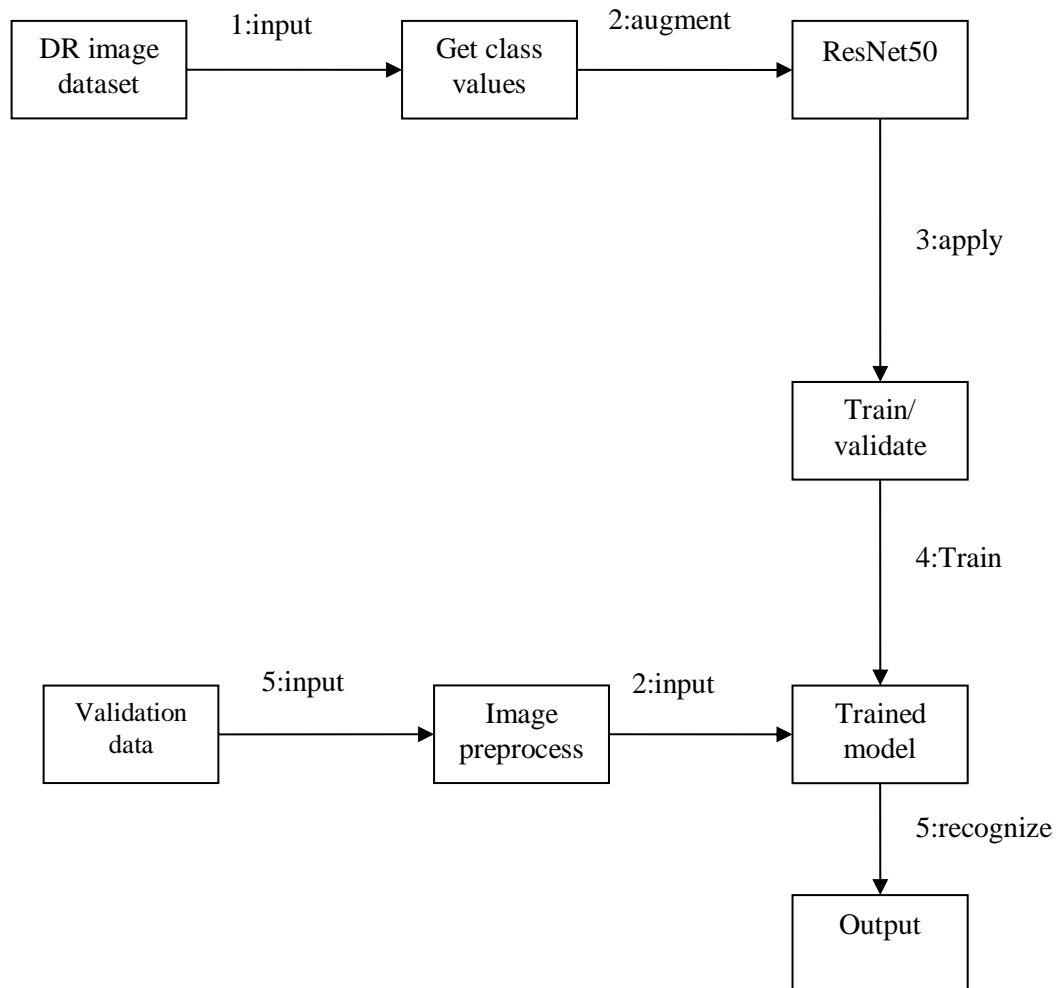 DR image
dataset
1:input
Get class
values
2:augment
ResNet50
3:apply
Train/
validate
4:Train
Validation
data
5:input
Image
preprocess
2:input
Trained
model
5:recognize
Output